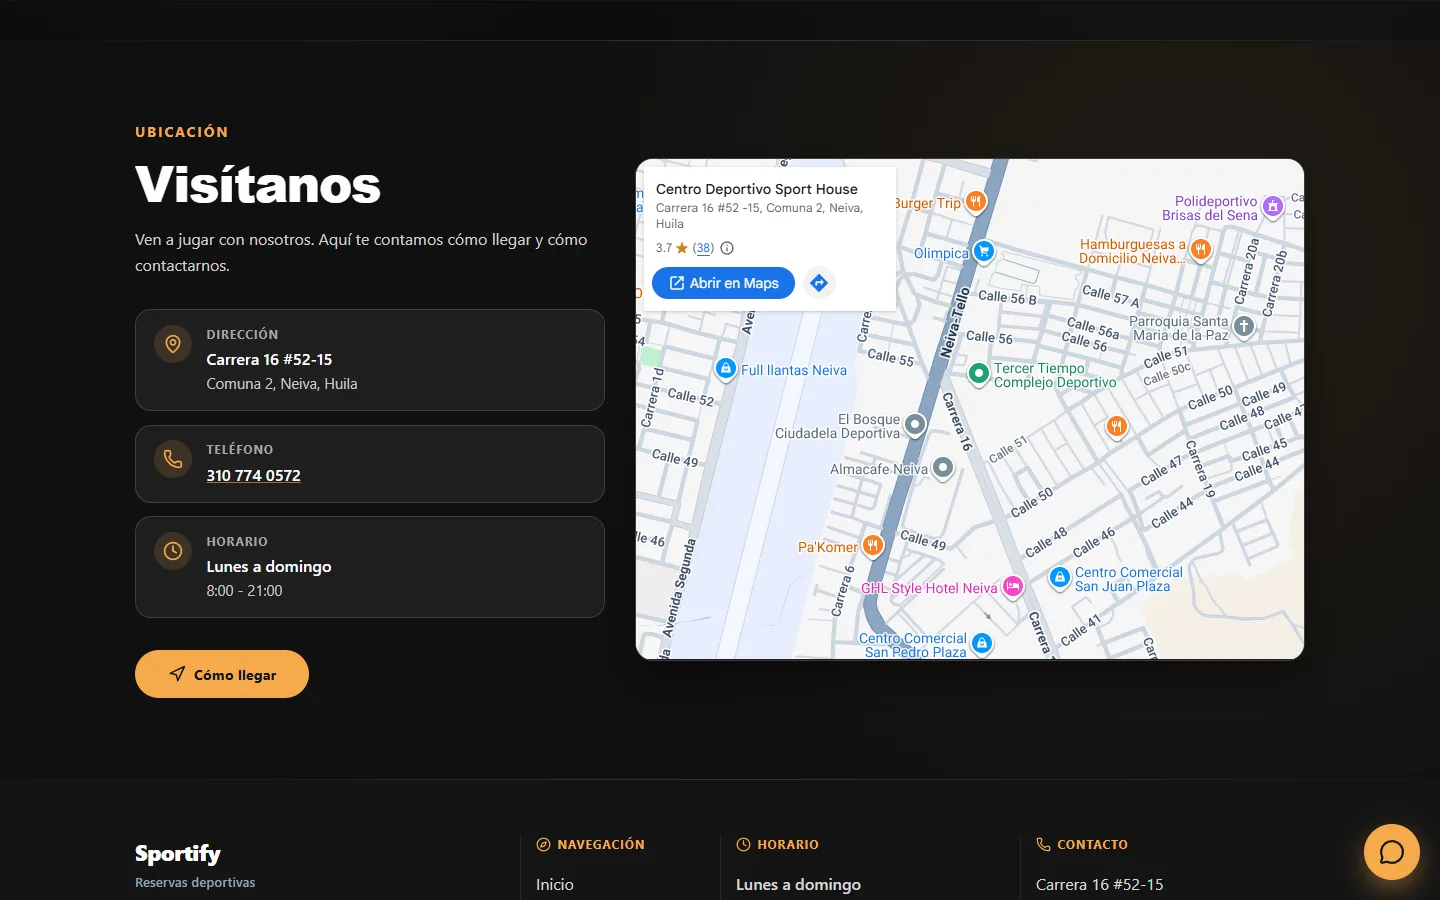 UBICACIÓN
Visítanos
Ven a jugar con nosotros. Aquí te contamos cómo llegar y cómo
contactarnos.
DIRECCIÓN
Carrera 16 #52-15
Comuna 2, Neiva, Huila
TELÉFONO
310 774 0572
HORARIO
Lunes a domingo
8:00 - 21:00
Cómo llegar
Centro Deportivo Sport House
Carrera 16 #52 -15, Comuna 2, Neiva,
Huila
3.7 (38)
Abrir en Maps
Burger Trip
Olimpica
Polideportivo
Brisas del Sena
Hamburguesas a
Domicilio Neiva...
Carrera 20a
Carrera 20b
Calle 56 B
Calle 57 A
Neiva-Tello
Calle 56
Calle 56a
Calle 56
Parroquia Santa
Maria de la Paz
Calle 55
Calle 51
Calle 50c
Full llantas Neiva
Tercer Tiempo
Complejo Deportivo
Carrera 1d
Calle 52
Calle 50
Calle 49
Calle 48
El Bosque
Ciudadela Deportiva
Carrera 16
Calle 51
Calle 45
Calle 44
Calle 49
Almacafe Neiva
Calle 47
Carrera 19
Calle 50
Calle 44
Calle 48
Calle 46
Pa'Komer
Calle 49
Avenida Segunda
Carrera 6
GHL Style Hotel Neiva
Centro Comercial
San Juan Plaza
Calle 41
Centro Comercial
San Pedro Plaza
Sportify
Reservas deportivas
NAVEGACIÓN
Inicio
HORARIO
Lunes a domingo
CONTACTO
Carrera 16 #52-15